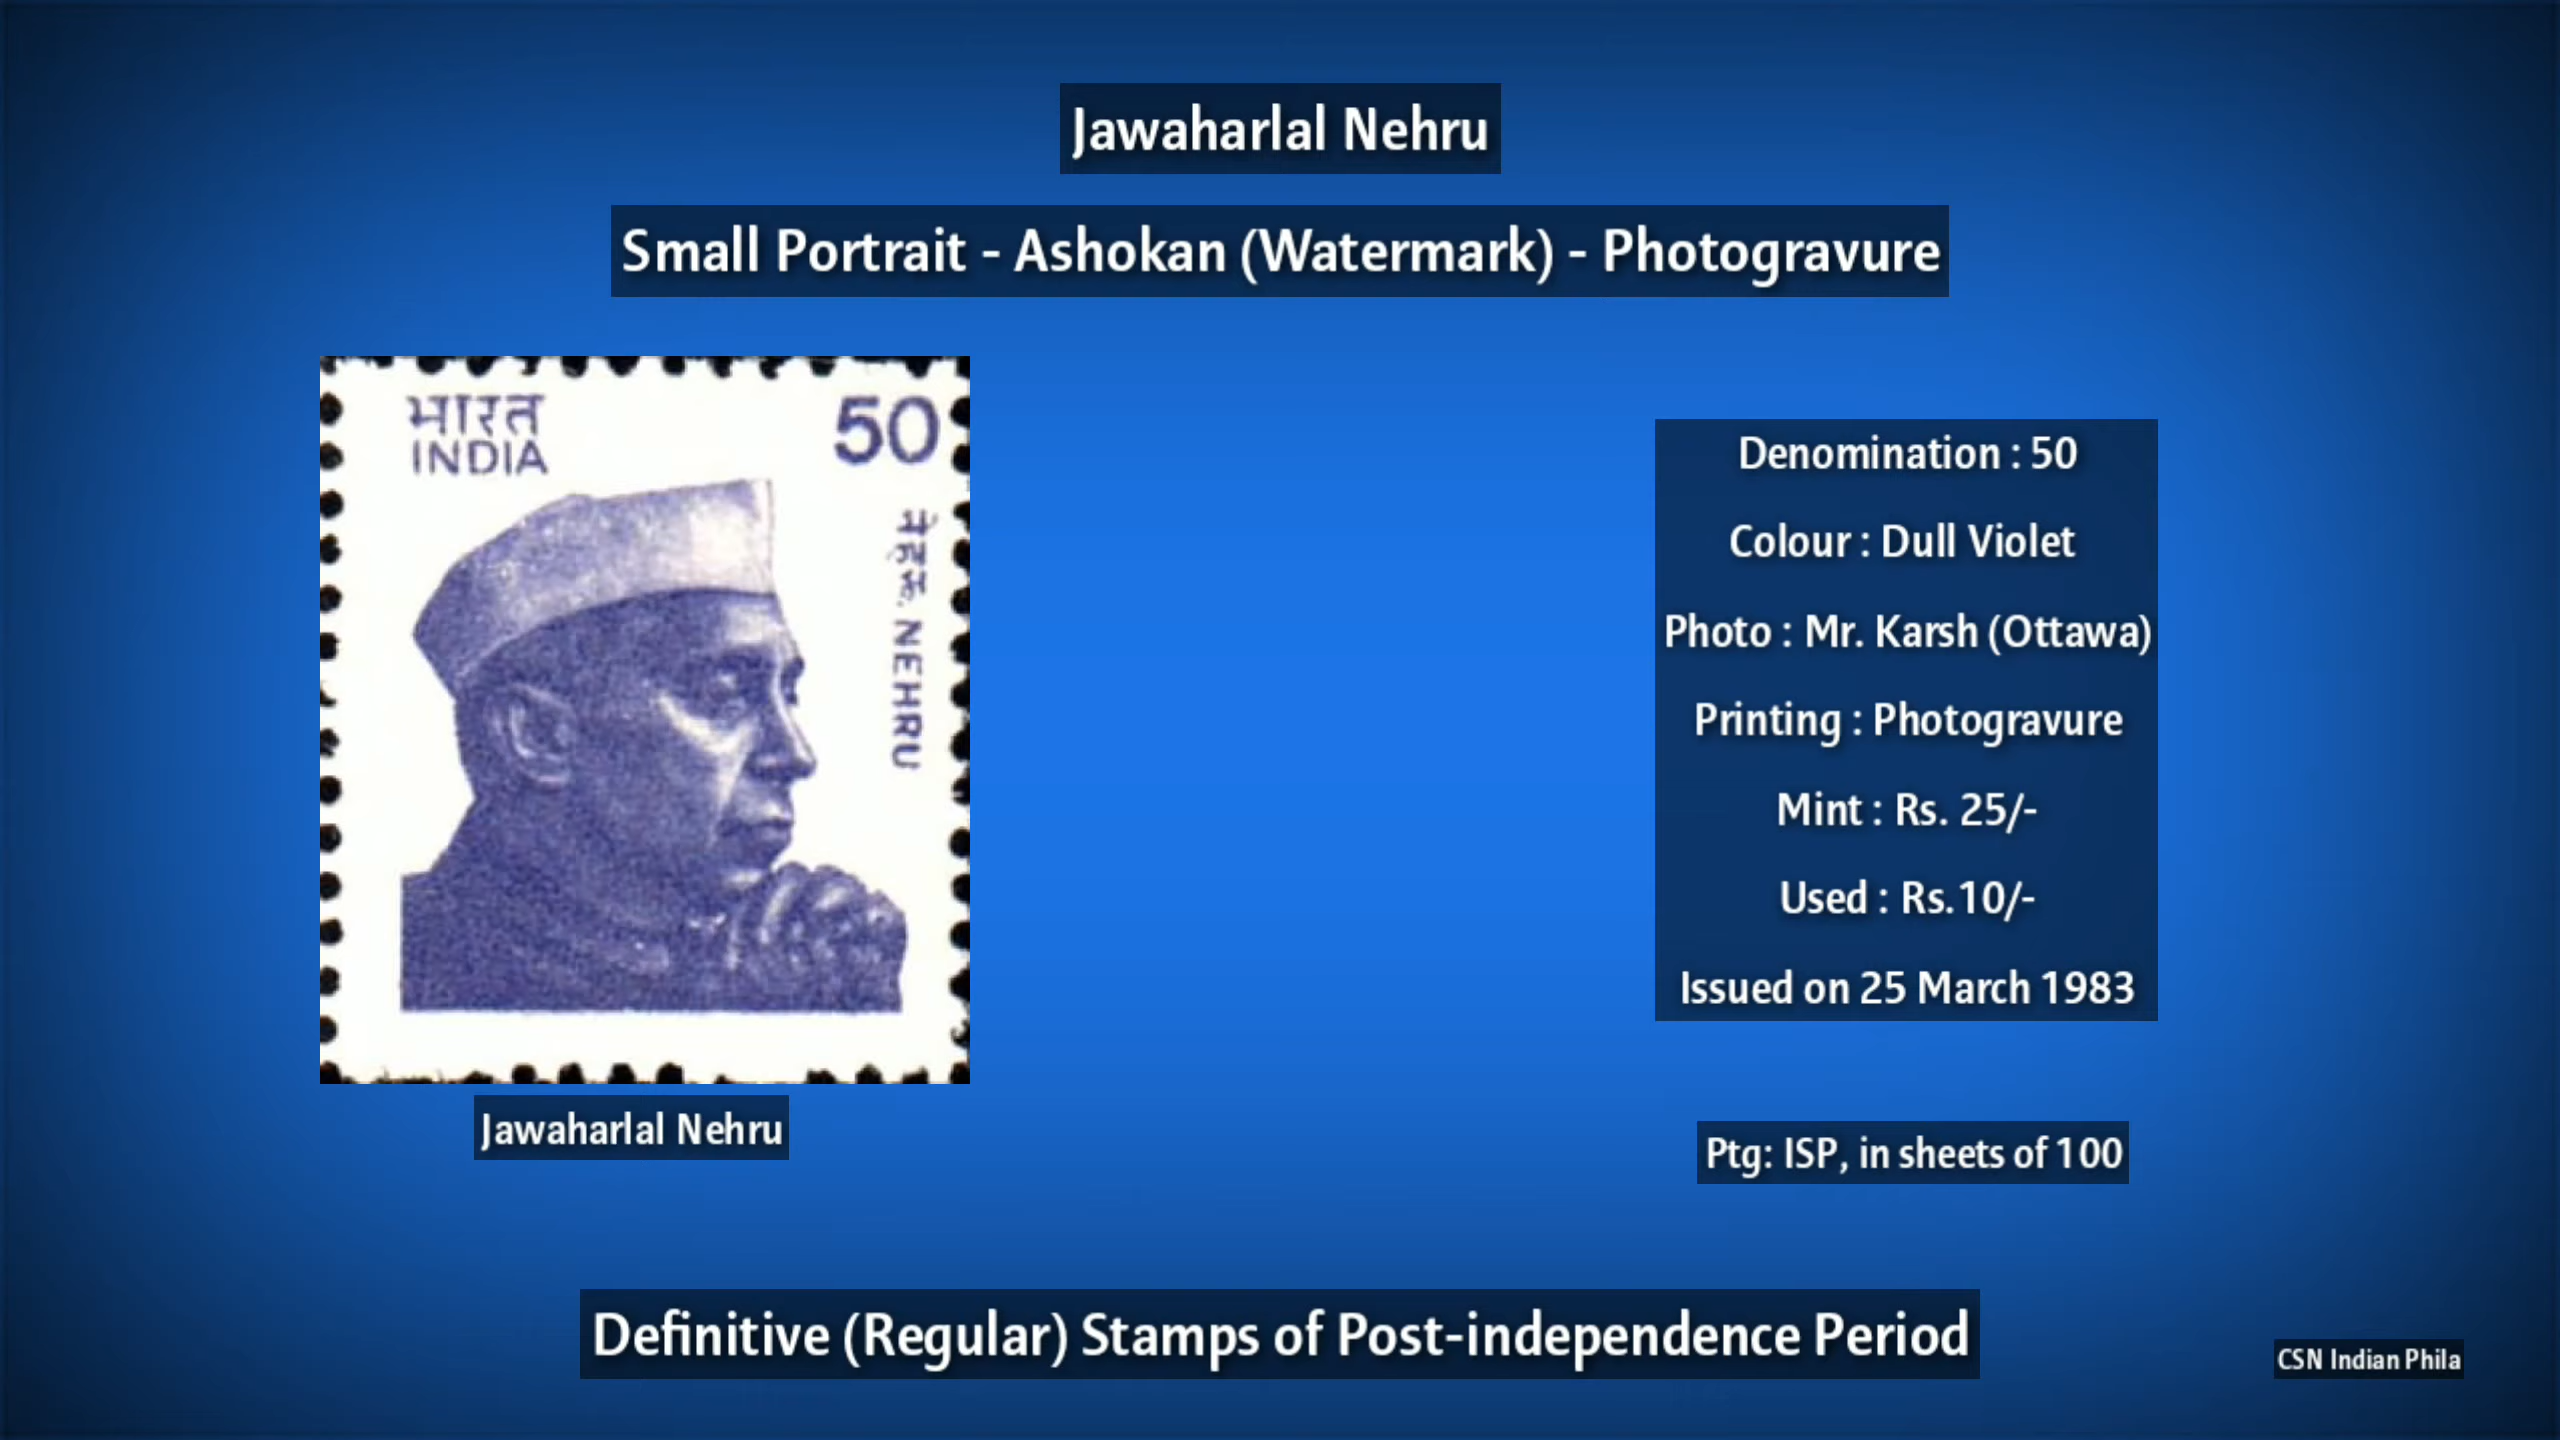 Jawaharlal Nehru
Small Portrait - Ashokan (Watermark) - Photogravure
भारत
INDIA
50
नेहरू. NEHRU
Jawaharlal Nehru
Denomination : 50
Colour : Dull Violet
Photo : Mr. Karsh (Ottawa)
Printing : Photogravure
Mint : Rs. 25/-
Used : Rs.10/-
Issued on 25 March 1983
Ptg: ISP, in sheets of 100
Definitive (Regular) Stamps of Post-independence Period
CSN Indian Phila